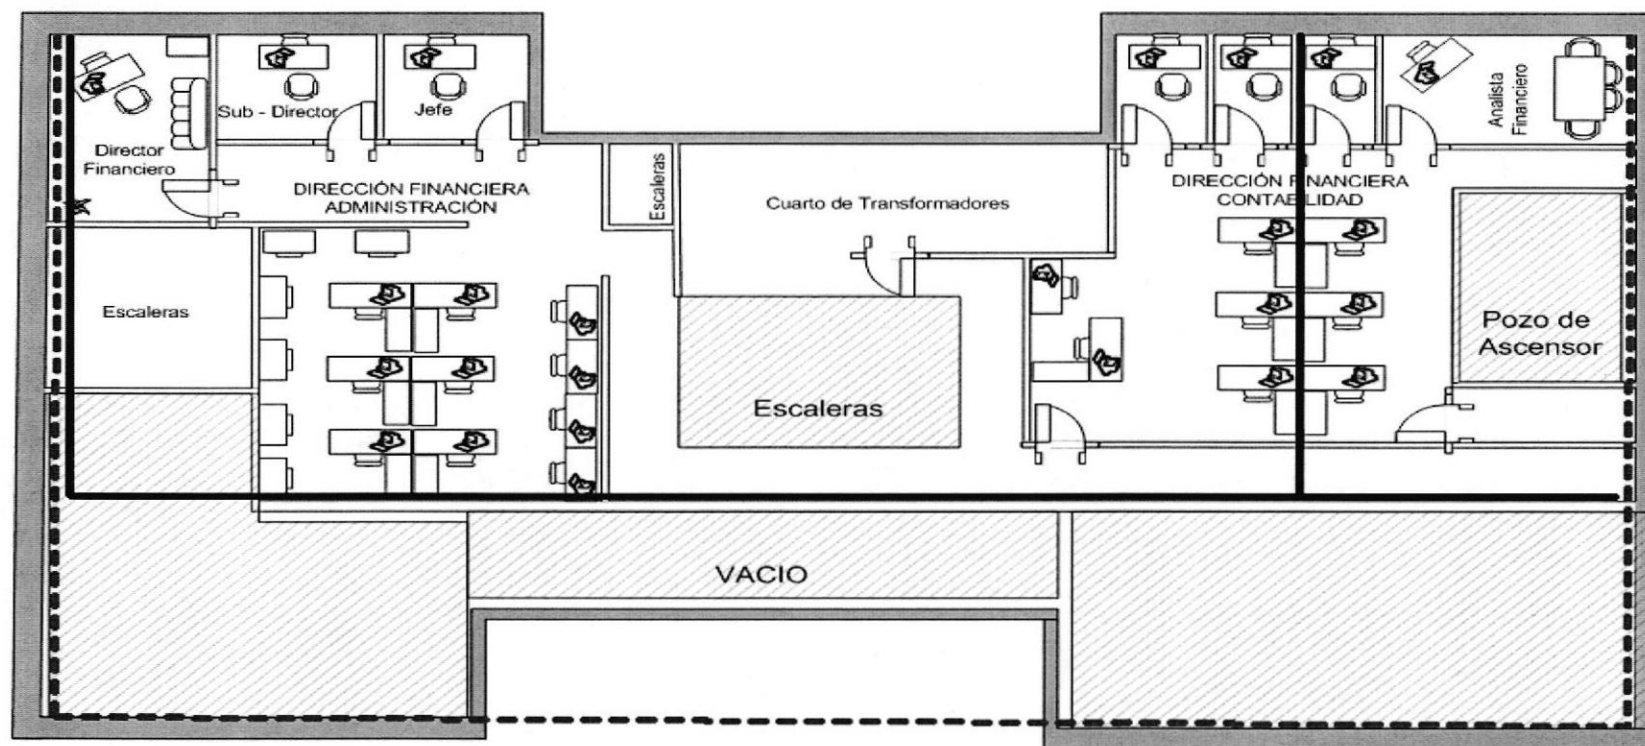 Sub - Director
Jefe
Director
Financiero
DIRECCIÓN FINANCIERA
ADMINISTRACIÓN
Escaleras
Escaleras
Cuarto de Transformadores
Escaleras
Analista
Financiero
DIRECCIÓN FINANCIERA
CONTABILIDAD
Pozo de
Ascensor
VACIO